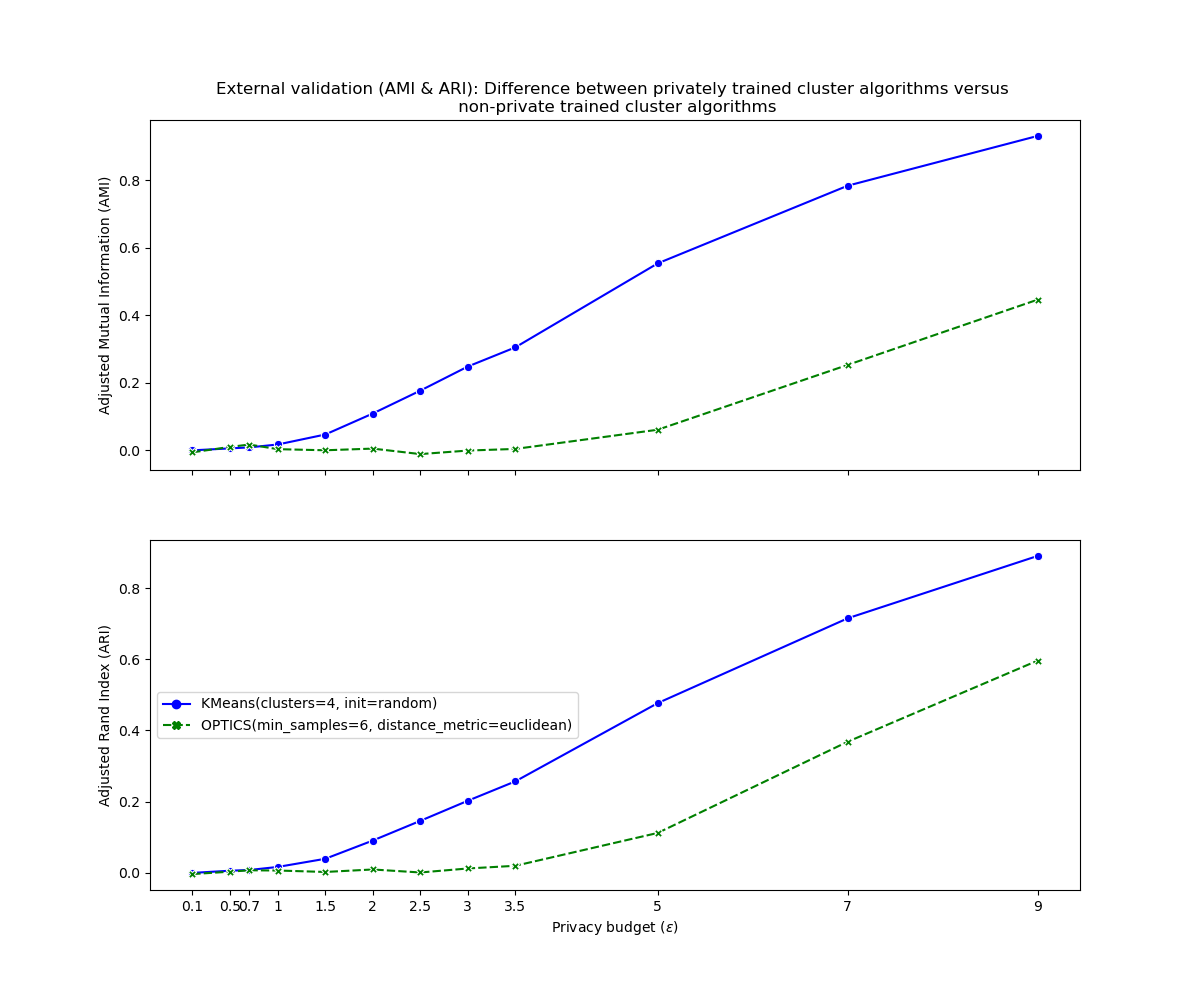 External validation (AMI & ARI): Difference between privately trained cluster algorithms versus
non-private trained cluster algorithms
Adjusted Mutual Information (AMI)
0.8
0.6
0.4
0.2
0.0
Adjusted Rand Index (ARI)
0.8
0.6
0.4
0.2
0.0
KMeans(clusters=4, init=random)
OPTICS(min_samples=6, distance_metric=euclidean)
0.1 0.5 0.7 1 1.5 2 2.5 3 3.5 5 7 9
Privacy budget (ε)